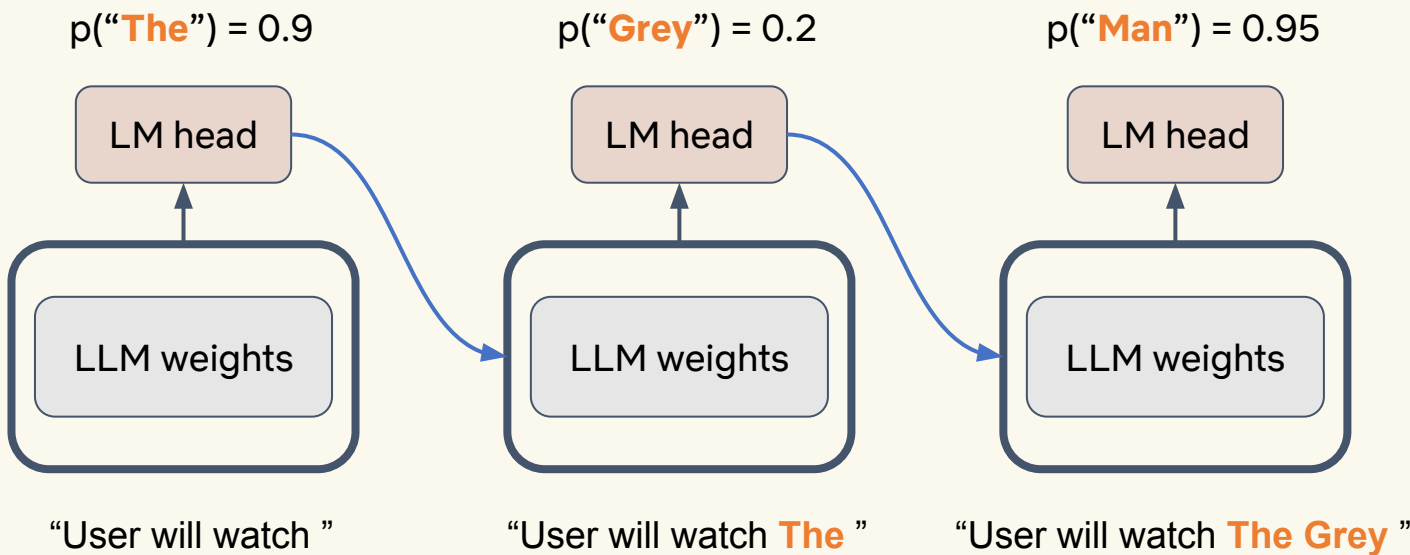 p(“The”) = 0.9
p(“Grey”) = 0.2
p(“Man”) = 0.95
LM head
LM head
LM head
LLM weights
LLM weights
LLM weights
“User will watch ”
“User will watch The ”
“User will watch The Grey ”